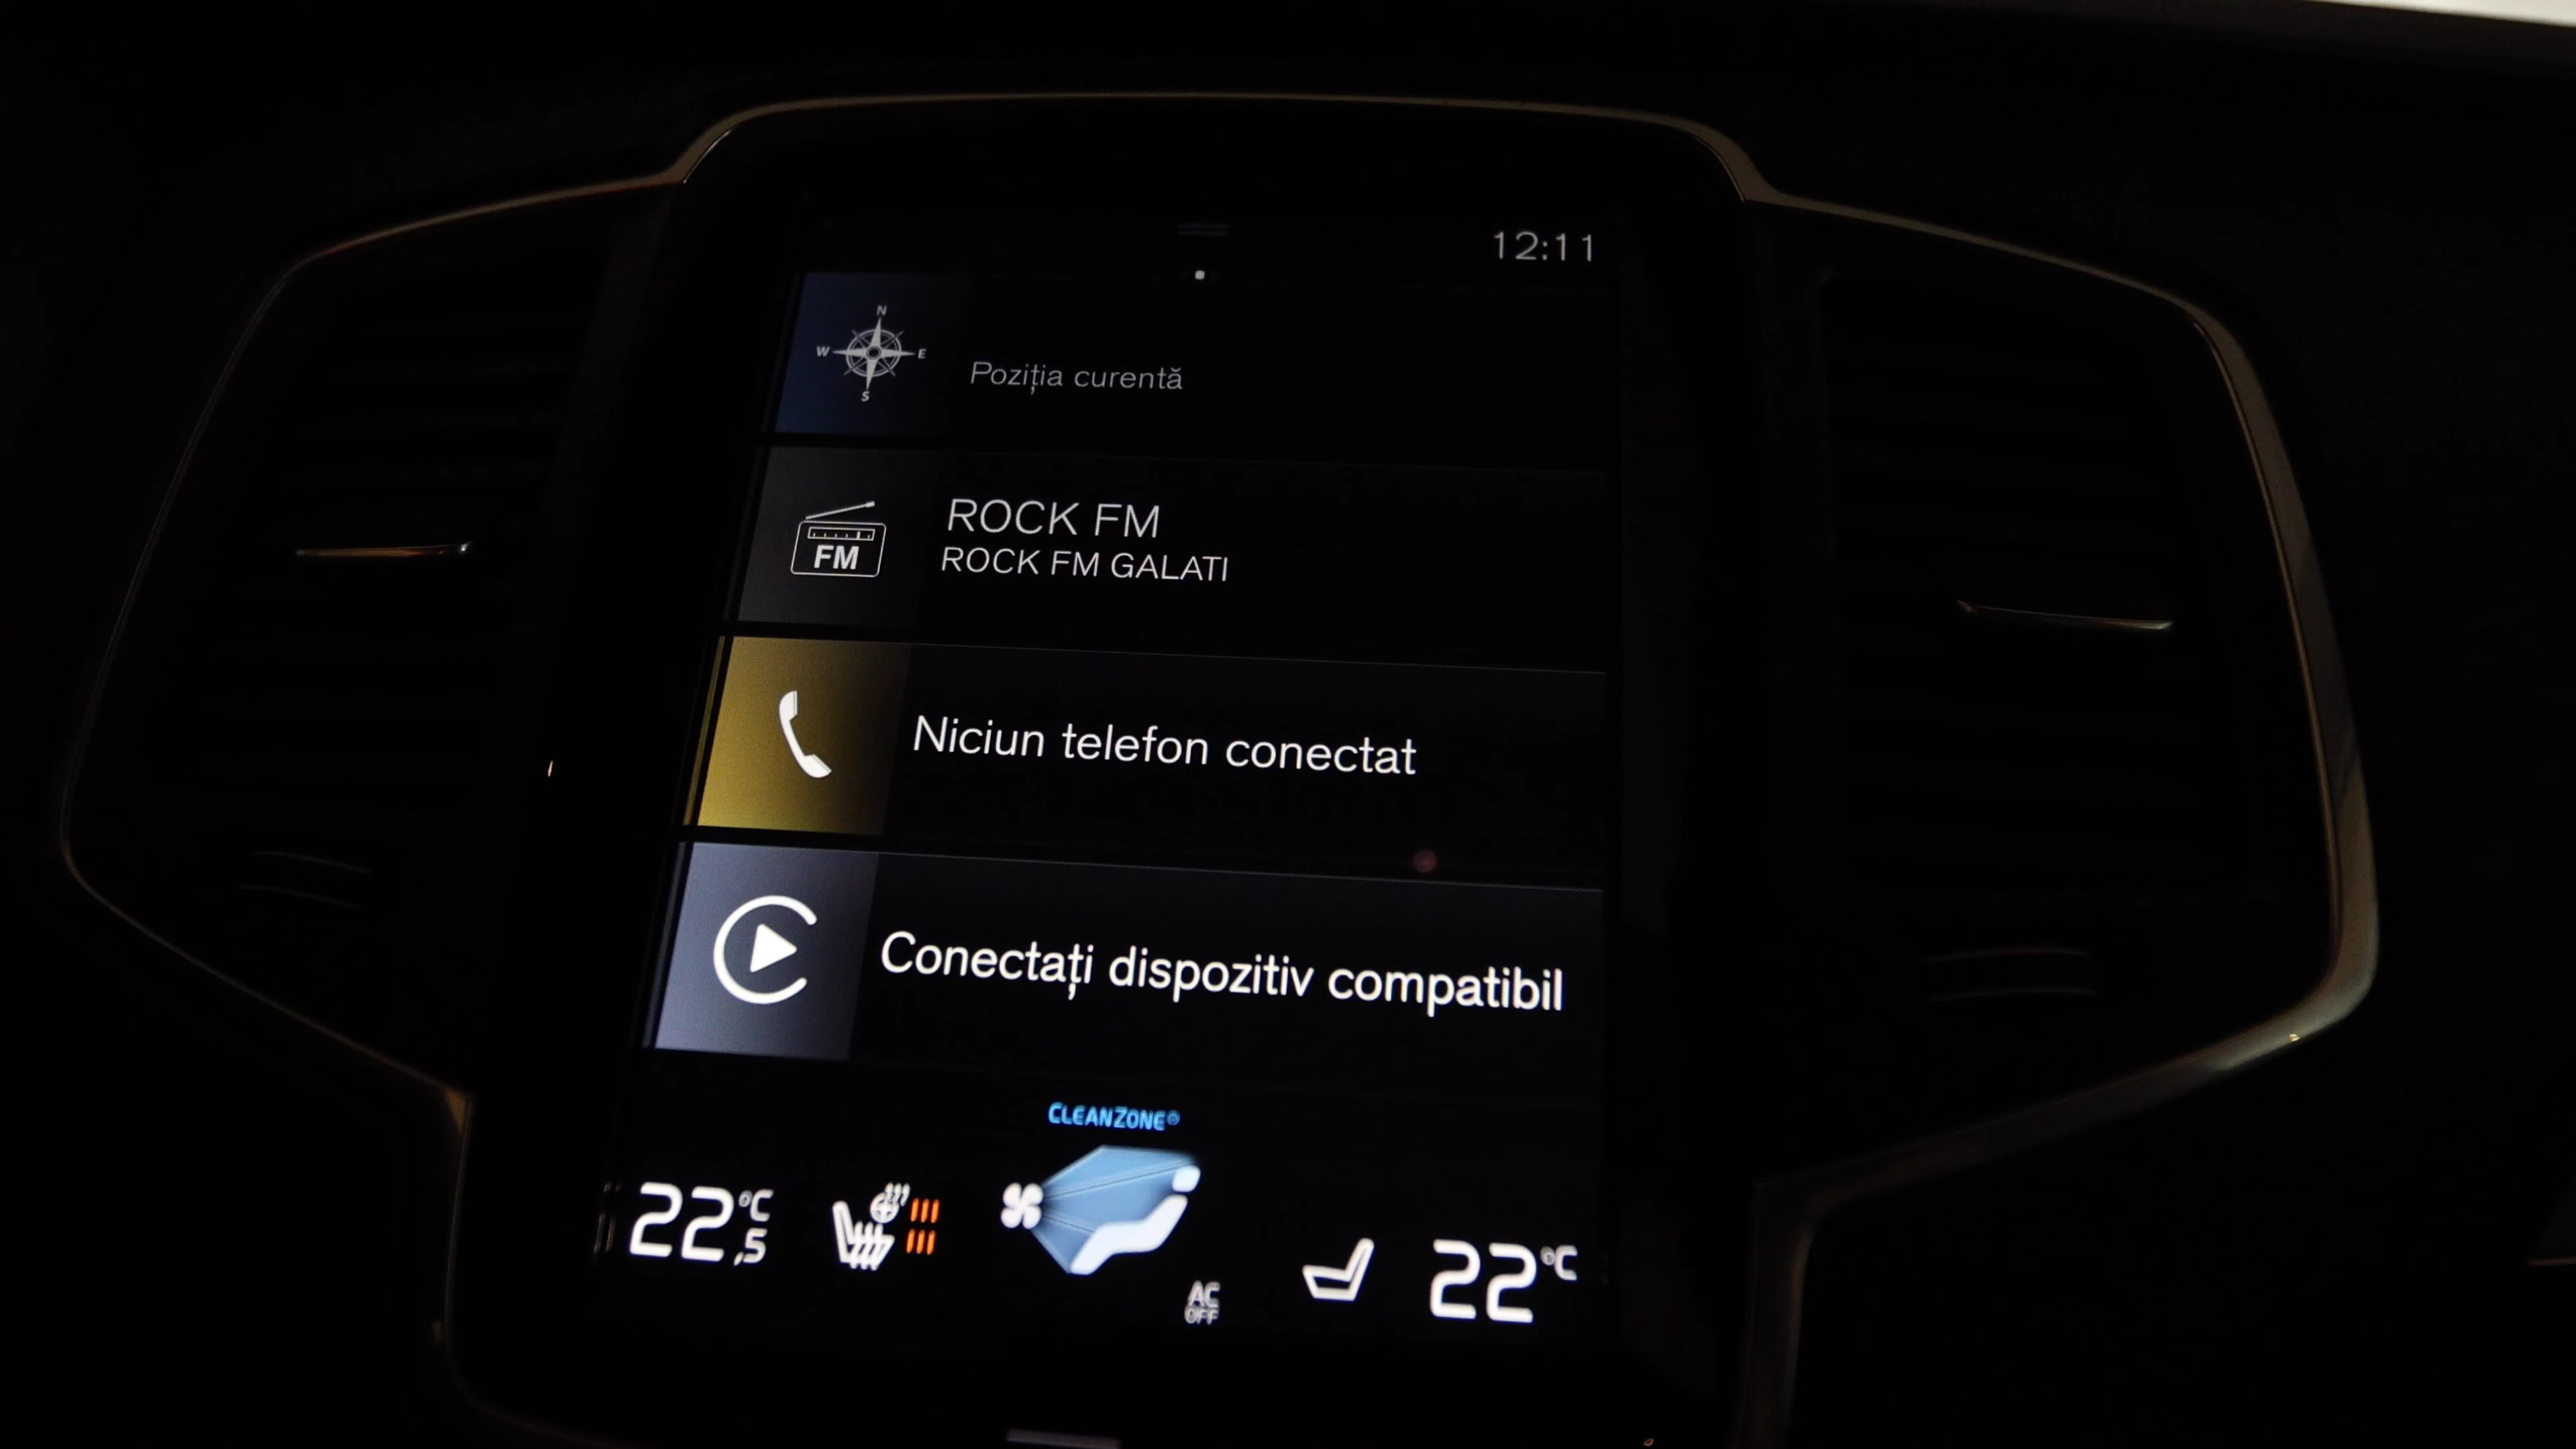 12:11
N
W E
S
Poziția curentă
FM
ROCK FM
ROCK FM GALATI
Niciun telefon conectat
Conectați dispozitiv compatibil
CLEANZONE®
22,5 °C
AC
OFF
22 °C